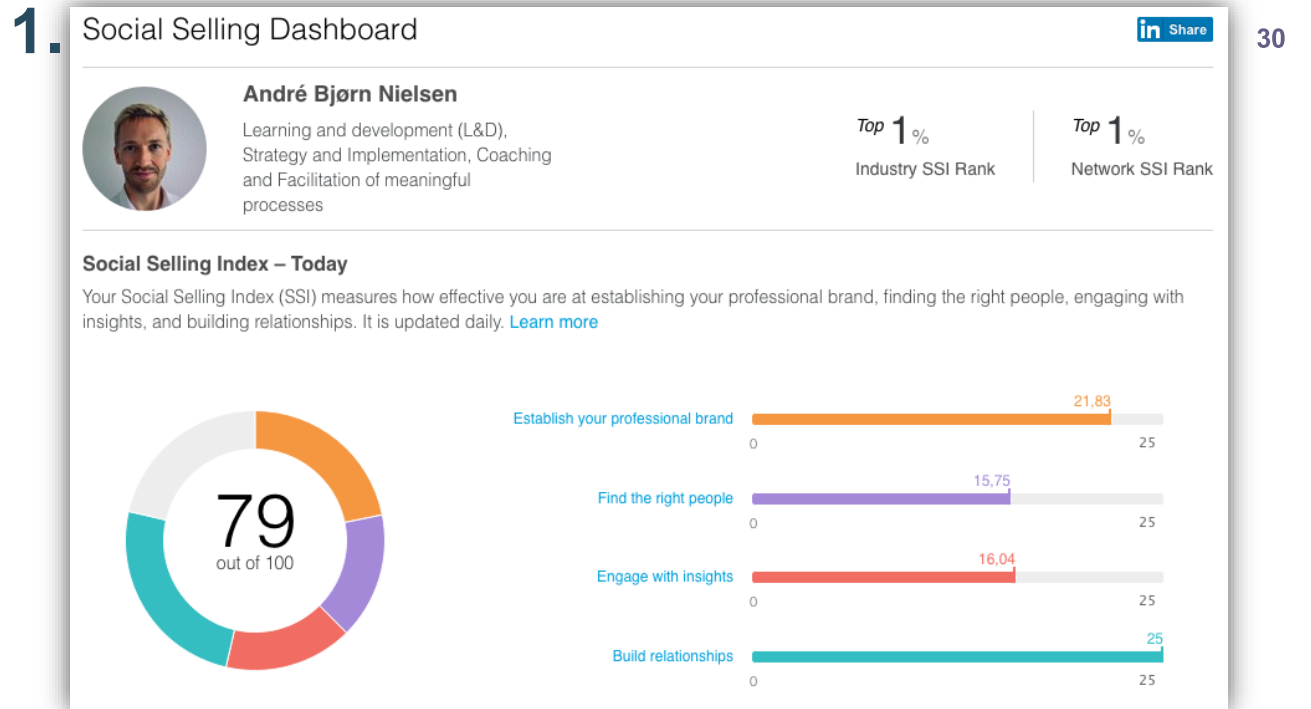 1.
Social Selling Dashboard
in Share
30
André Bjørn Nielsen
Learning and development (L&D),
Strategy and Implementation, Coaching
and Facilitation of meaningful
processes
Top 1 %
Industry SSI Rank
Top 1 %
Network SSI Rank
Social Selling Index – Today
Your Social Selling Index (SSI) measures how effective you are at establishing your professional brand, finding the right people, engaging with
insights, and building relationships. It is updated daily. Learn more
79
out of 100
21,83
Establish your professional brand
0 25
15,75
Find the right people
0 25
16,04
Engage with insights
0 25
25
Build relationships
0 25